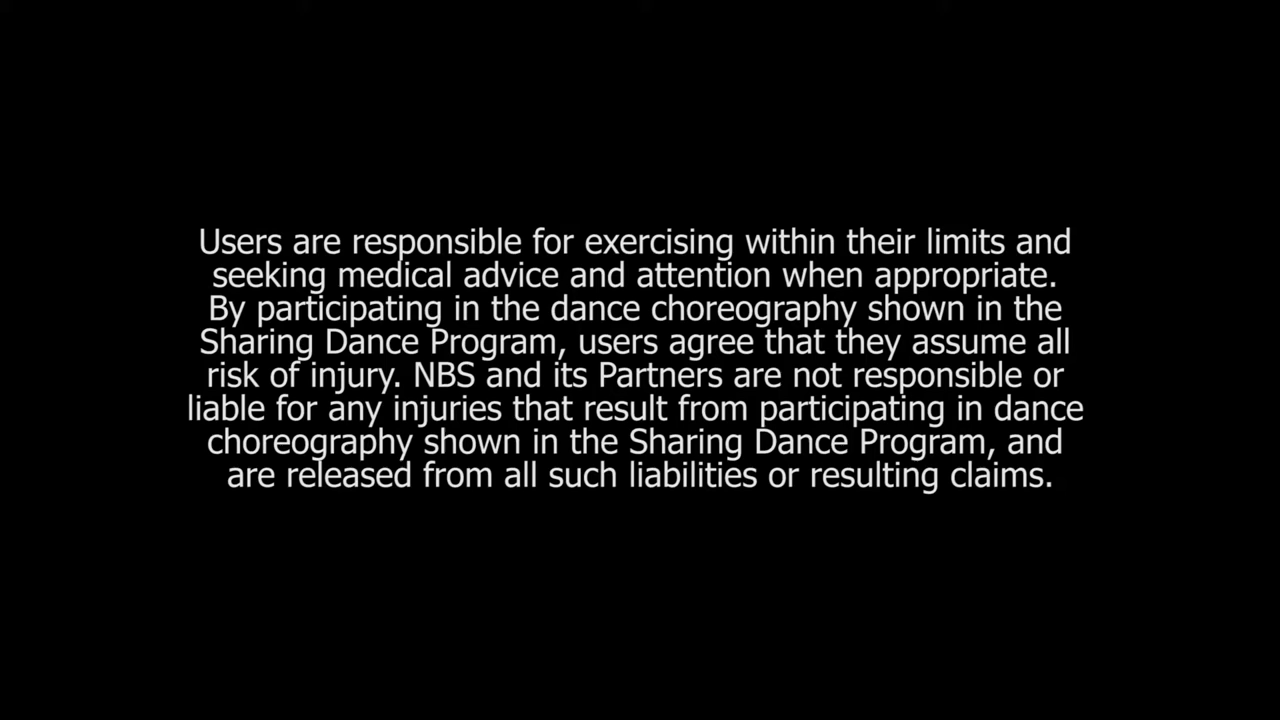 Users are responsible for exercising within their limits and
seeking medical advice and attention when appropriate.
By participating in the dance choreography shown in the
Sharing Dance Program, users agree that they assume all
risk of injury. NBS and its Partners are not responsible or
liable for any injuries that result from participating in dance
choreography shown in the Sharing Dance Program, and
are released from all such liabilities or resulting claims.